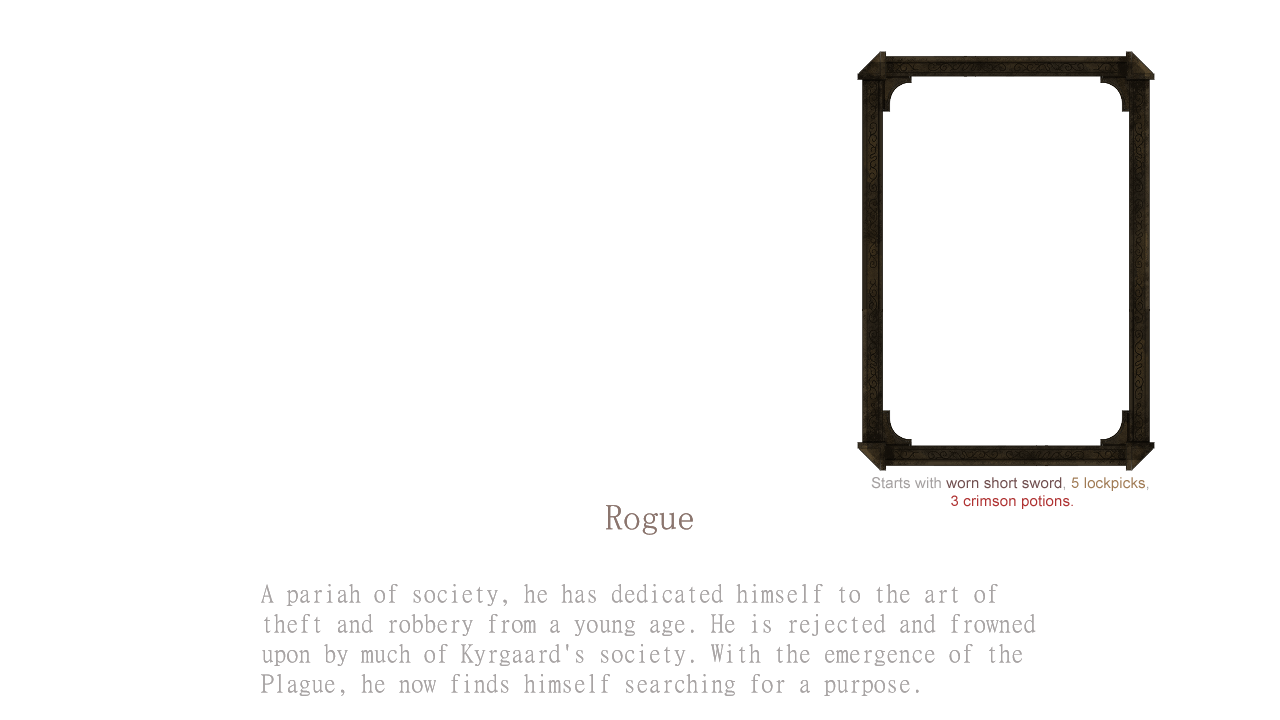 Starts with worn short sword, 5 lockpicks,
3 crimson potions.
Rogue
A pariah of society, he has dedicated himself to the art of
theft and robbery from a young age. He is rejected and frowned
upon by much of Kyrgaard's society. With the emergence of the
Plague, he now finds himself searching for a purpose.